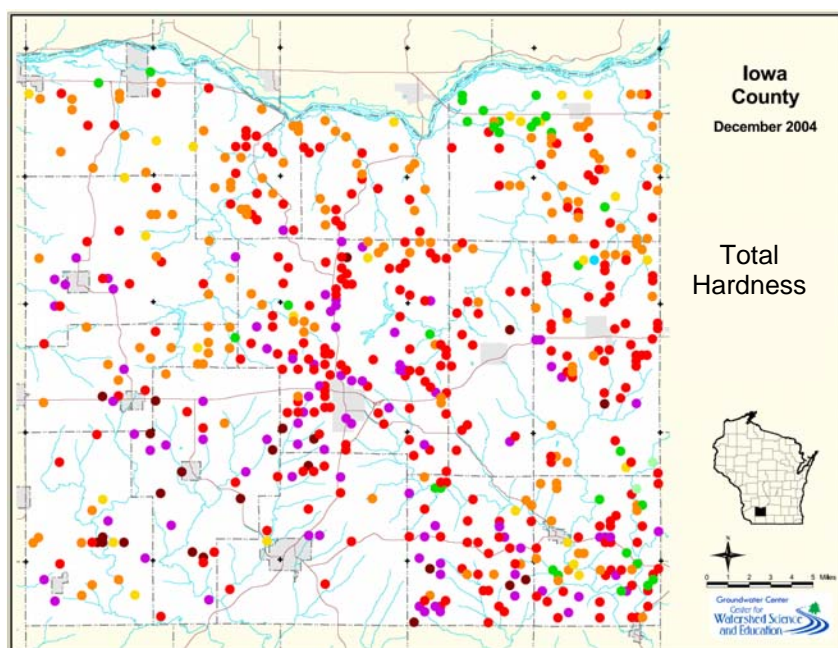 Iowa
County
December 2004
Total
Hardness
N
0 1 2 3 4 5 Miles
Groundwater Center
Center for
Watershed Science
and Education